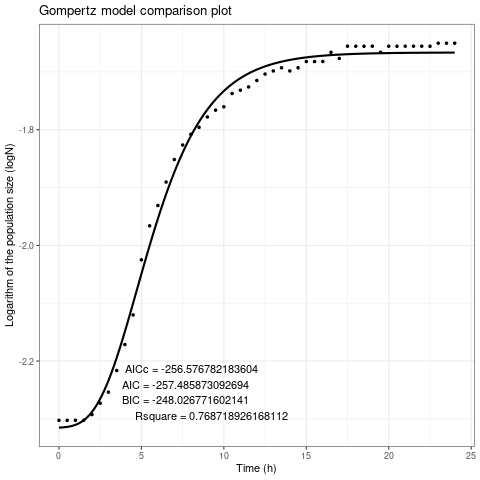 Gompertz model comparison plot
Logarithm of the population size (logN)
-1.8
-2.0
-2.2
AICc = -256.576782183604
AIC = -257.485873092694
BIC = -248.026771602141
Rsquare = 0.768718926168112
0 5 10 15 20 25
Time (h)